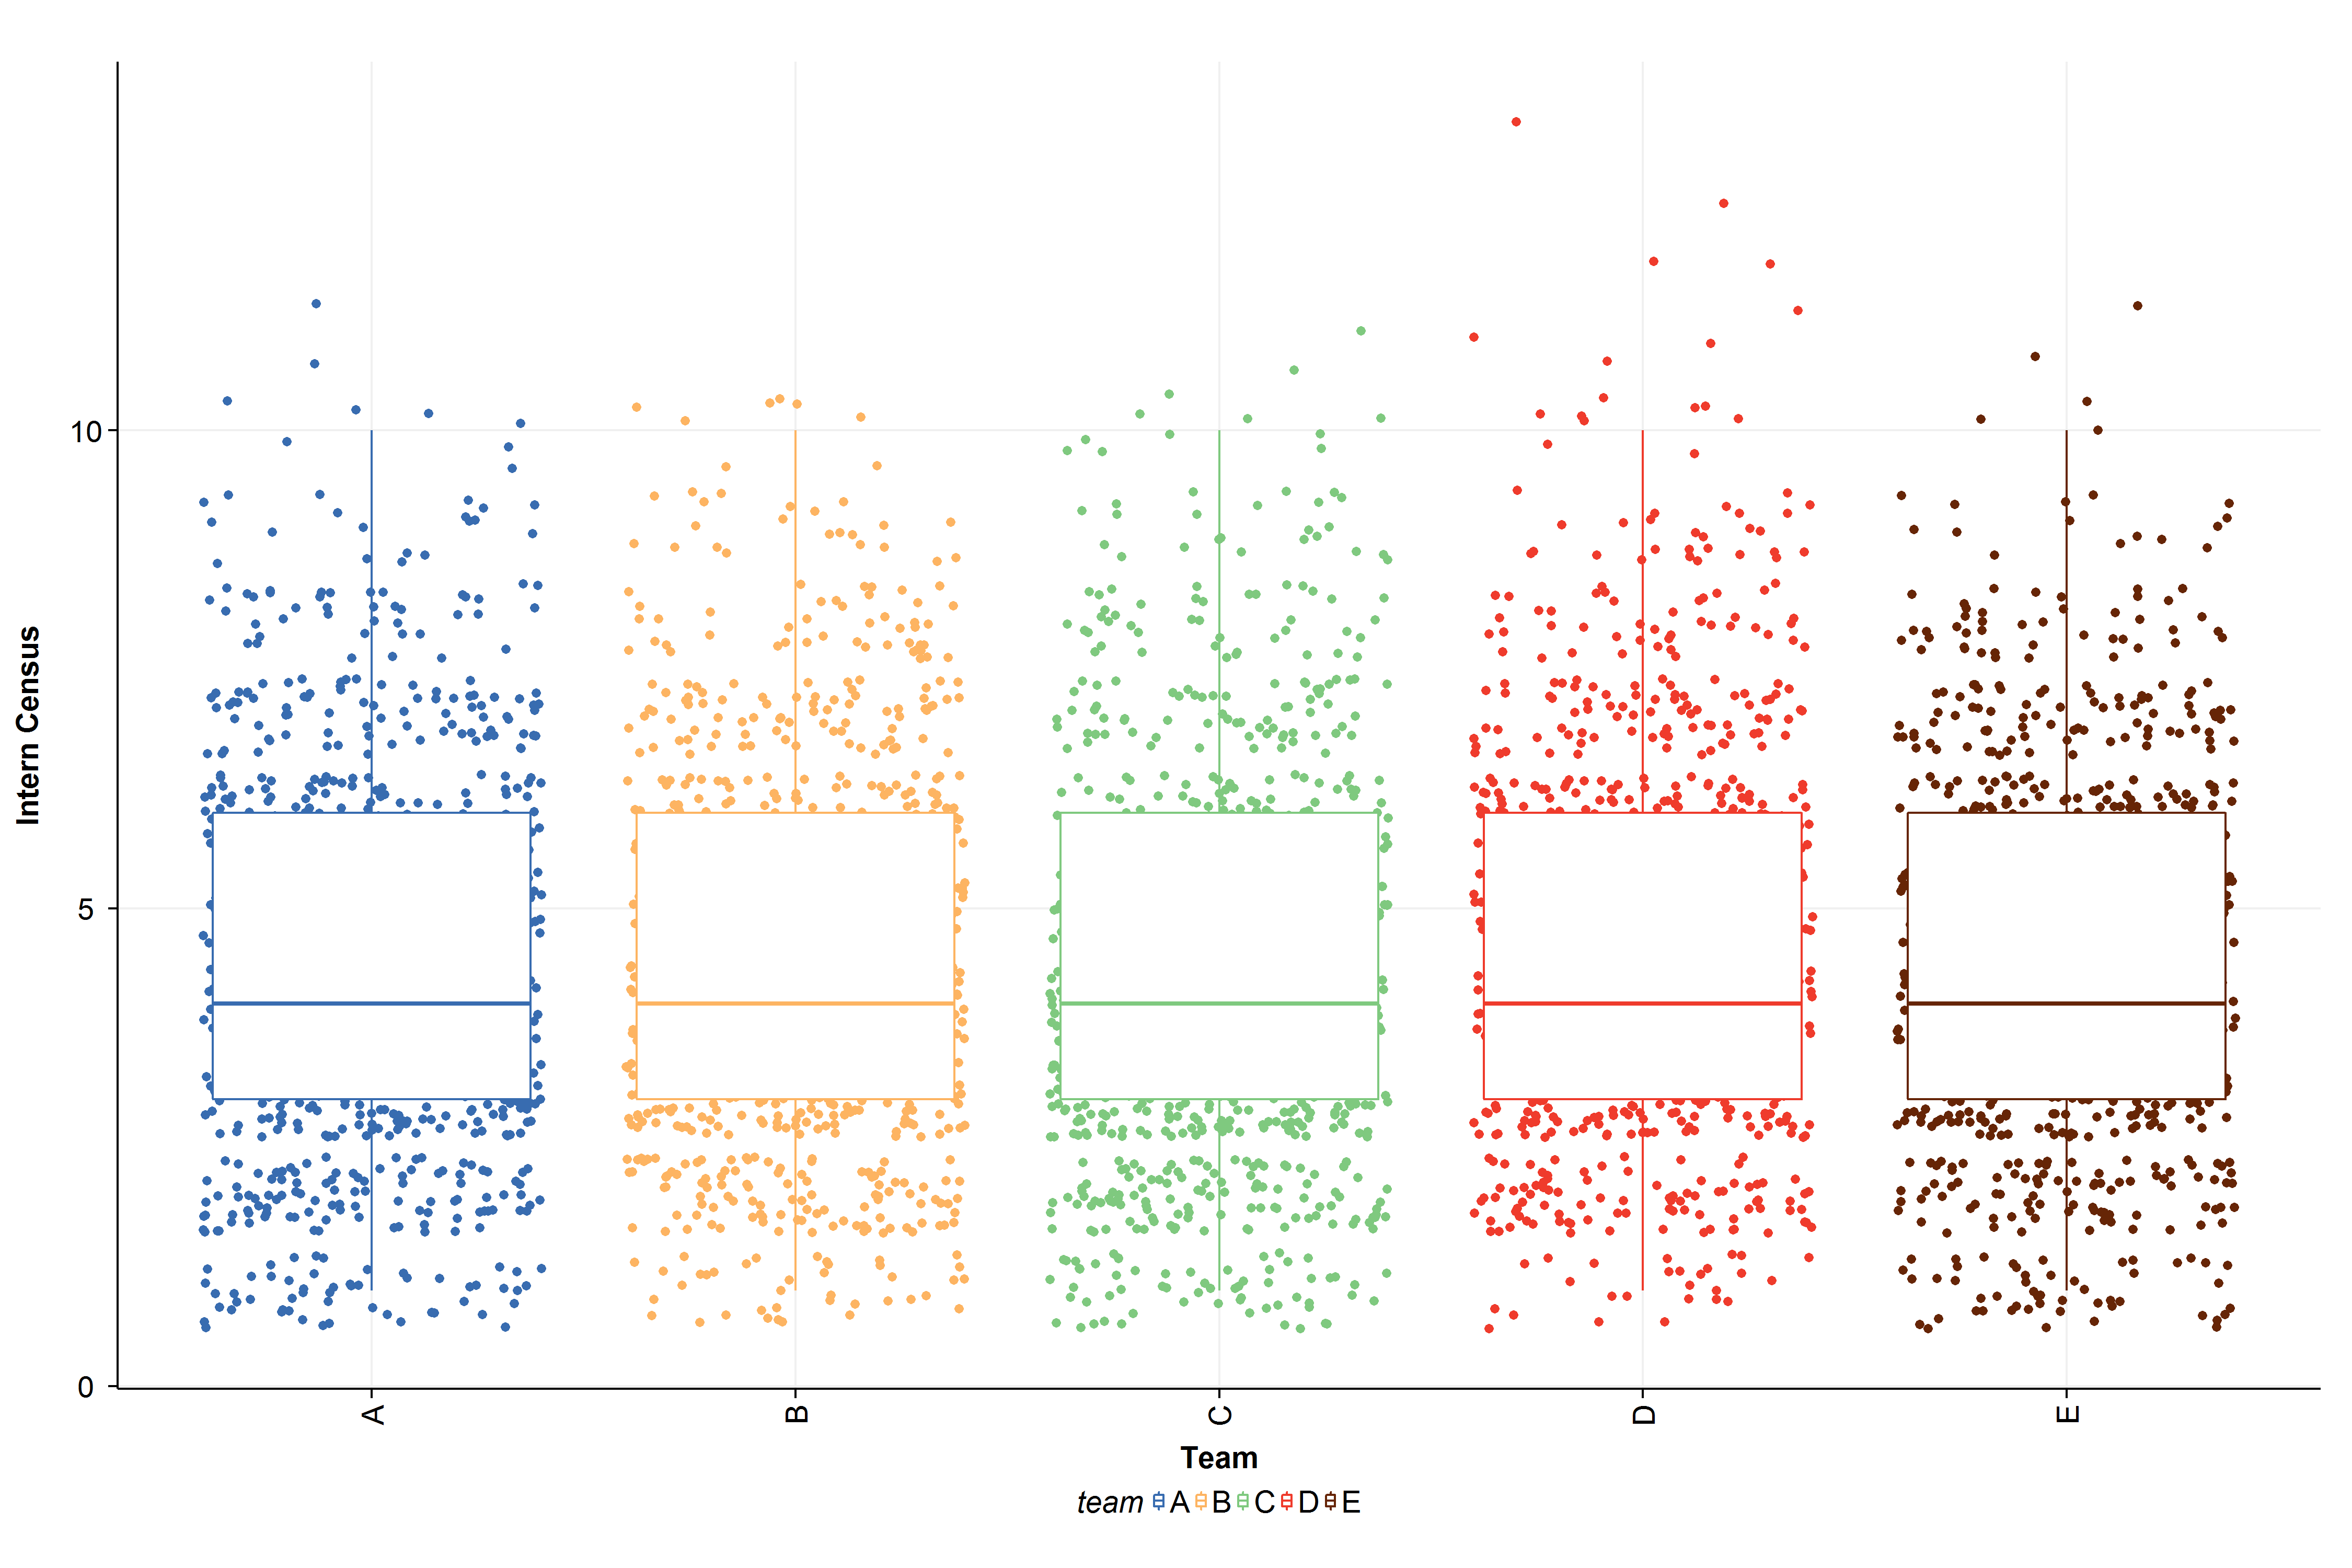 Intern Census
10
5
0
A B C D E
Team
team A B C D E